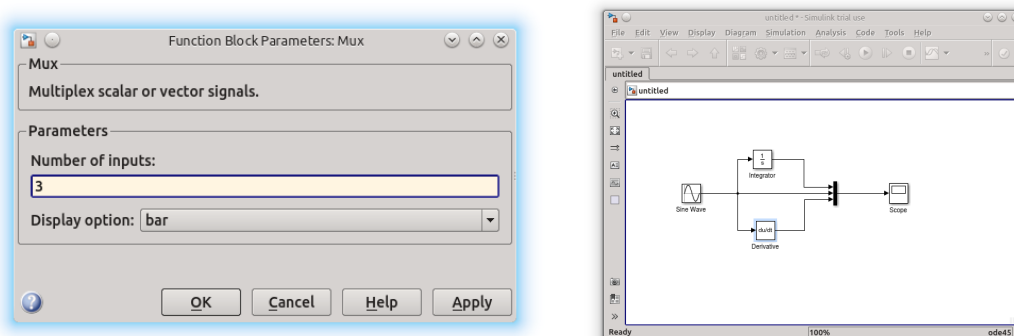 Function Block Parameters: Mux
Mux
Multiplex scalar or vector signals.
Parameters
Number of inputs:
3
Display option: bar
OK Cancel Help Apply
untitled * - Simulink trial use
File Edit View Display Diagram Simulation Analysis Code Tools Help
untitled
untitled
1
s
Integrator
Sine Wave
Scope
du/dt
Derivative
Ready 100% ode45